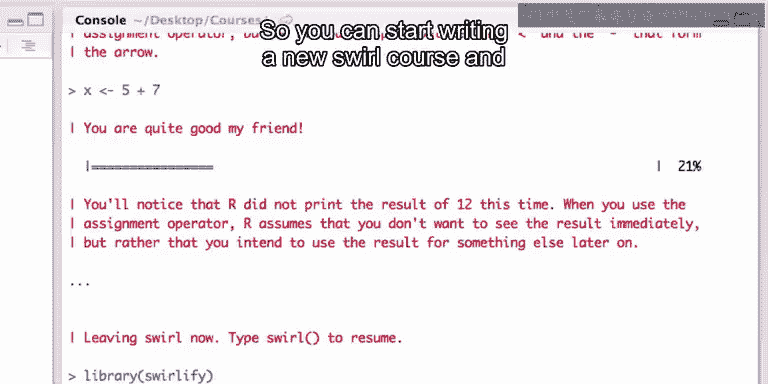 Console ~/Desktop/Courses
So you can start writing
a new swirl course and
the arrow.
> x <- 5 + 7
| You are quite good my friend!
|================ | 21%
| You'll notice that R did not print the result of 12 this time. When you use the
| assignment operator, R assumes that you don't want to see the result immediately,
| but rather that you intend to use the result for something else later on.
...
| Leaving swirl now. Type swirl() to resume.
> library(swirlify)